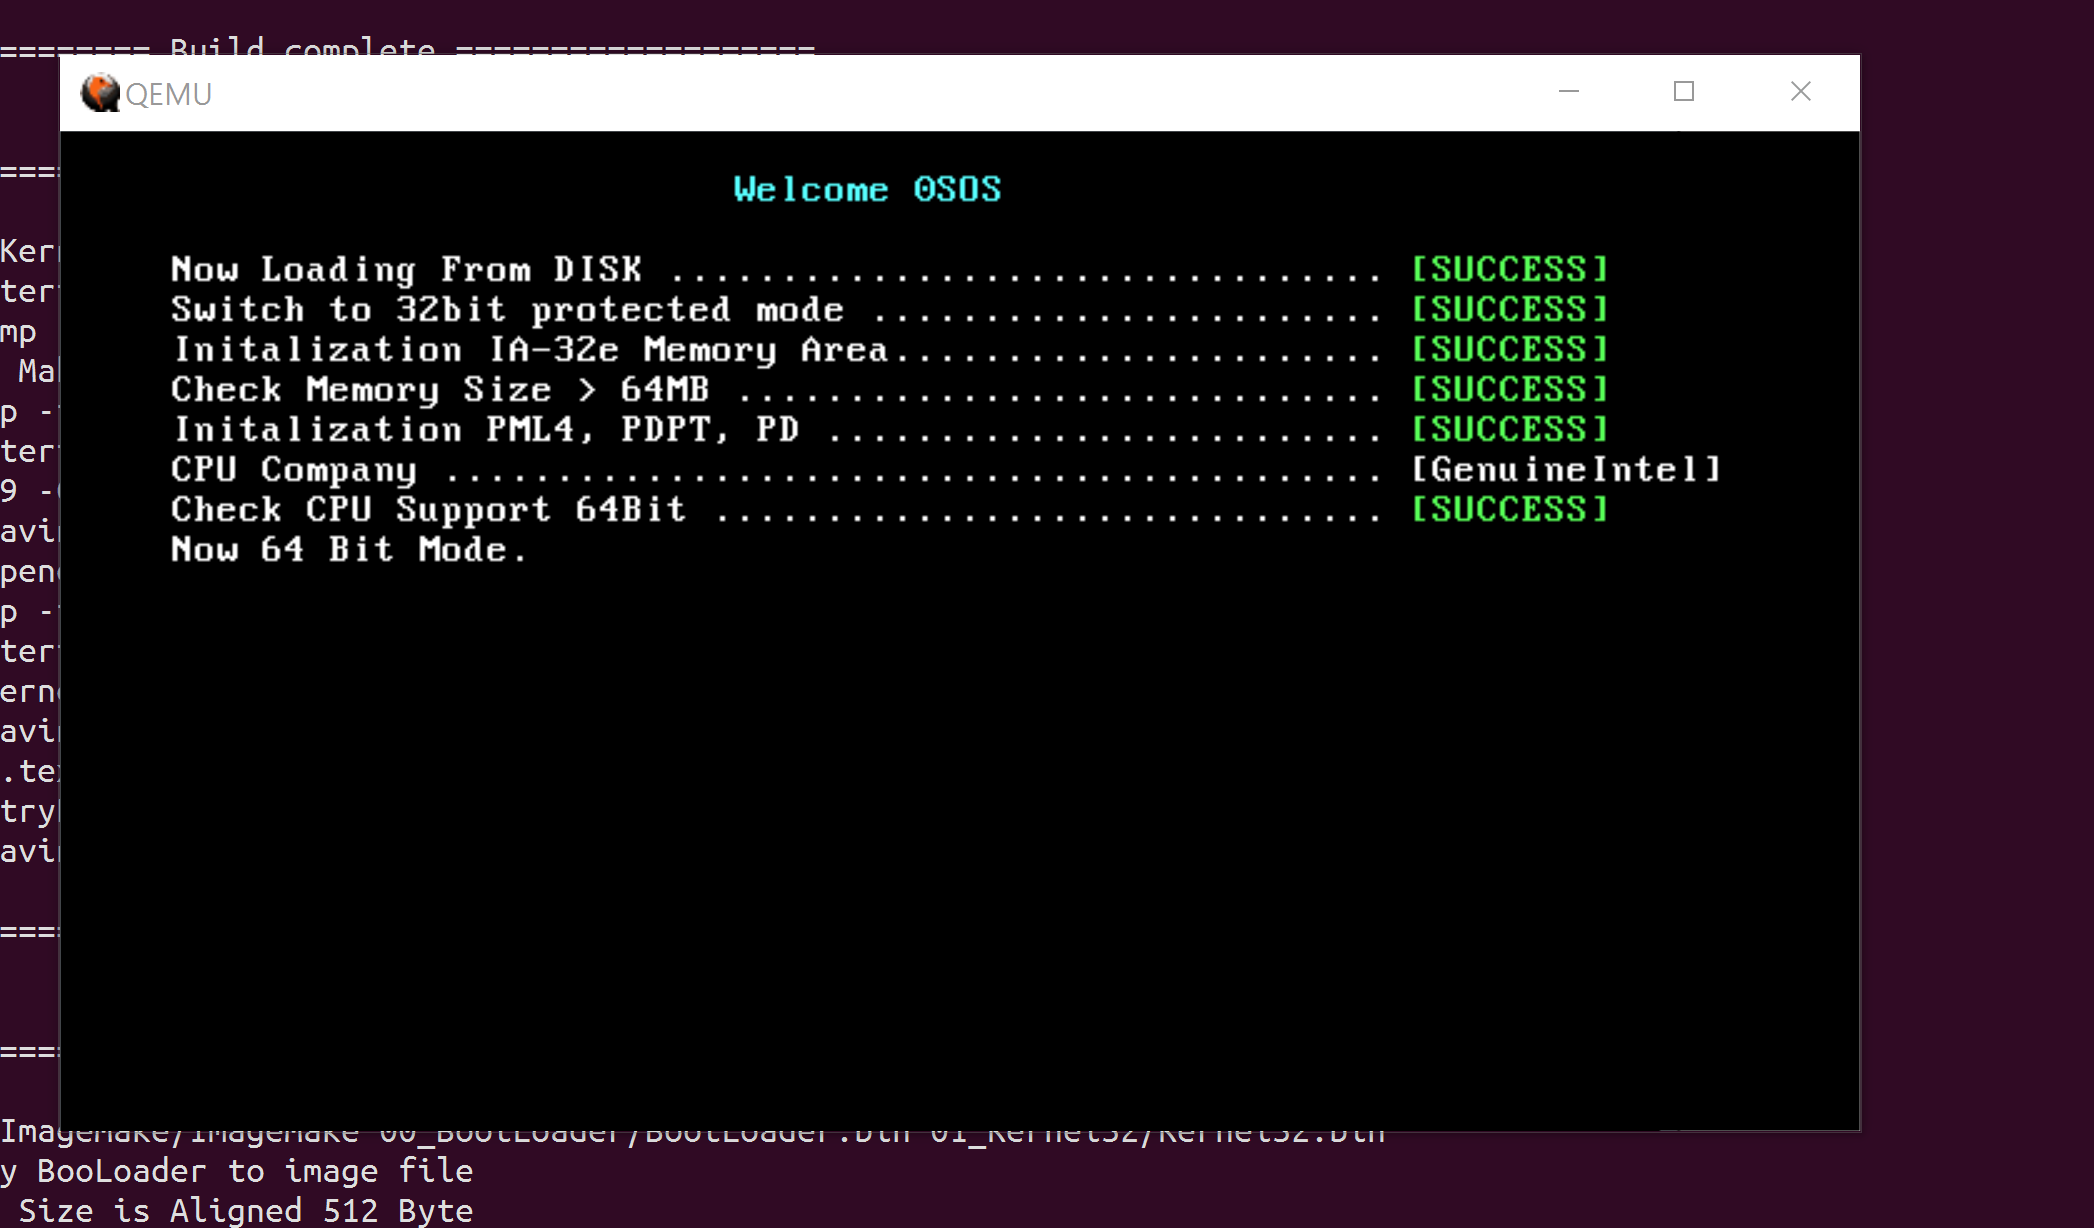 ======== Build complete ===================
QEMU
====
Welcome OSOS
Now Loading From DISK ................................ [SUCCESS]
Switch to 32bit protected mode ....................... [SUCCESS]
Initalization IA-32e Memory Area...................... [SUCCESS]
Check Memory Size > 64MB ............................. [SUCCESS]
Initalization PML4, PDPT, PD ......................... [SUCCESS]
CPU Company .......................................... [GenuineIntel]
Check CPU Support 64Bit .............................. [SUCCESS]
Now 64 Bit Mode.
Ker
ter
mp
Ma
p -
ter
9 -
avi
pen
p -
ter
ern
avi
.te
try
avi
====
====
ImageMake/ImageMake 00_BootLoader/BootLoader.bin 01_Kernel32/Kernel32.bin
y BooLoader to image file
Size is Aligned 512 Byte